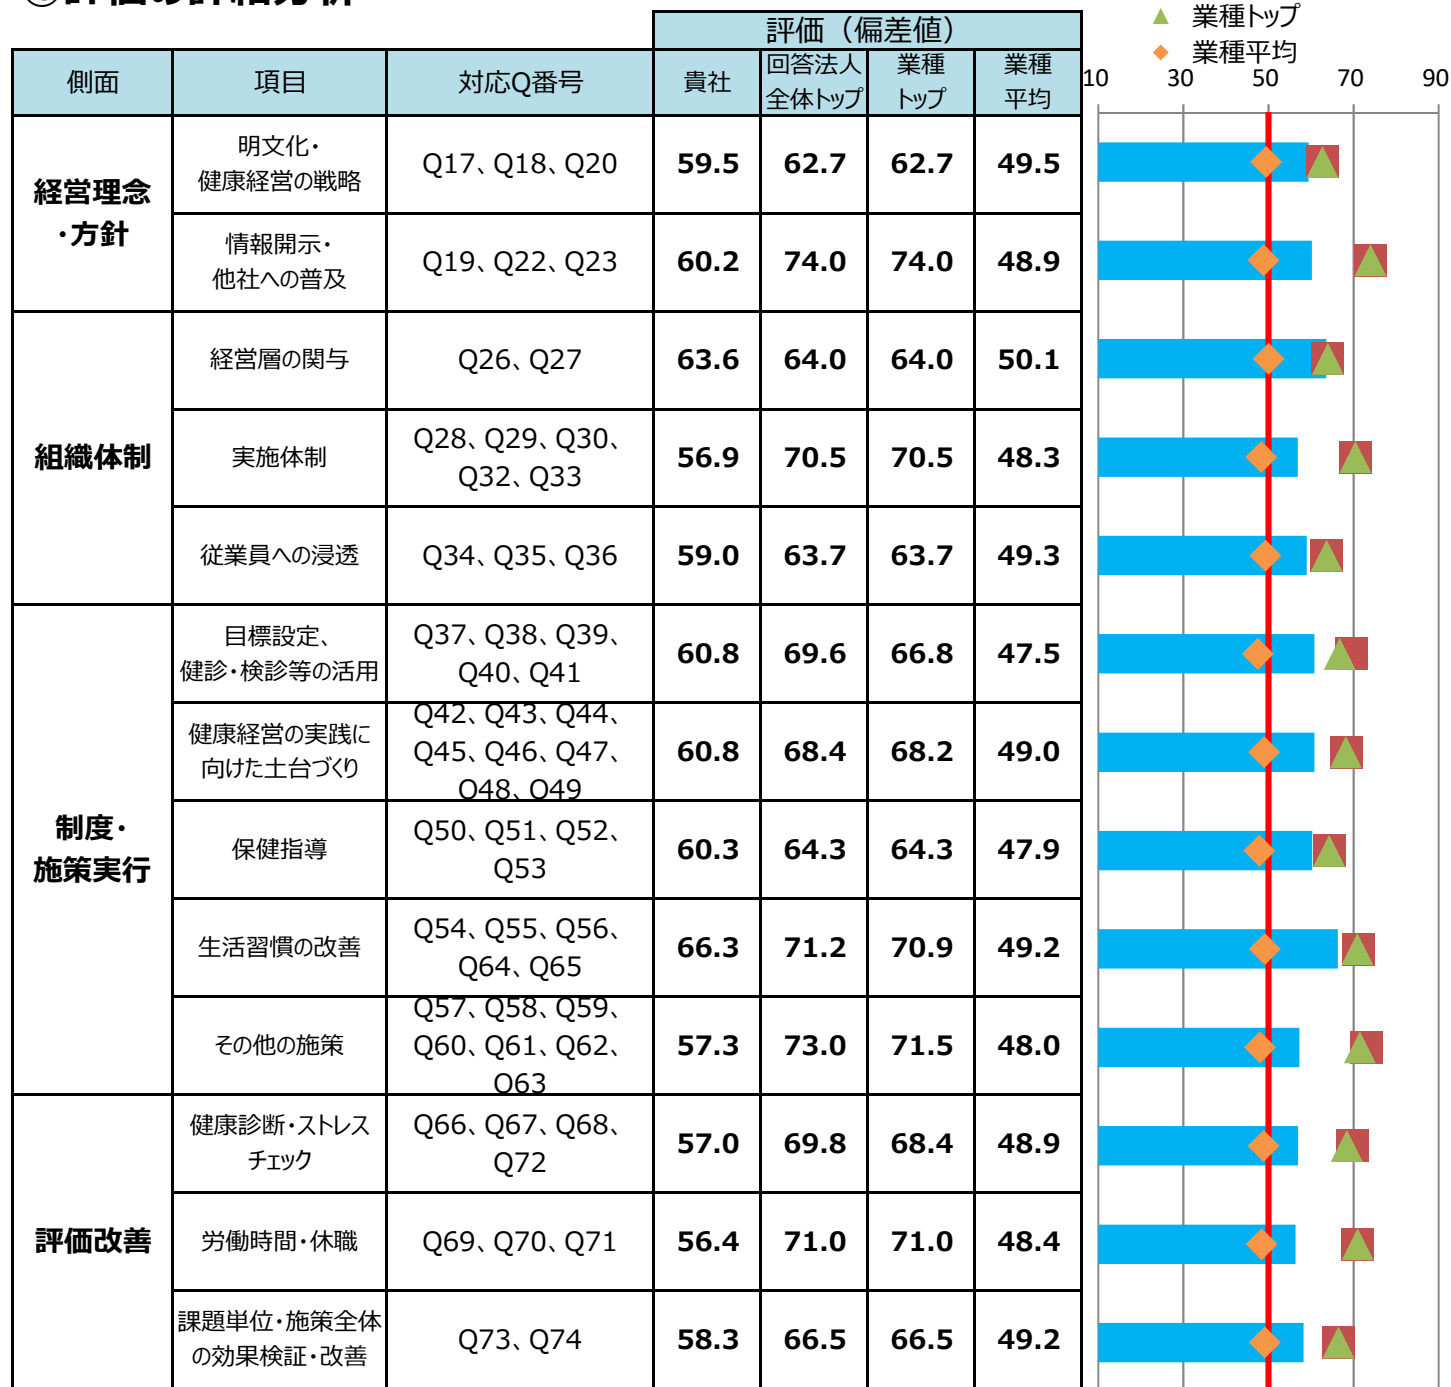 評価（偏差値）
側面 項目 対応Q番号 貴社 回答法人 業種 業種
全体トップ トップ 平均
▲ 業種トップ
◆ 業種平均
10 30 50 70 90
経営理念
・方針
明文化・
健康経営の戦略
Q17、Q18、Q20 59.5 62.7 62.7 49.5
情報開示・
他社への普及
Q19、Q22、Q23 60.2 74.0 74.0 48.9
組織体制
経営層の関与 Q26、Q27 63.6 64.0 64.0 50.1
実施体制
Q28、Q29、Q30、
Q32、Q33
56.9 70.5 70.5 48.3
従業員への浸透 Q34、Q35、Q36 59.0 63.7 63.7 49.3
制度・
施策実行
目標設定、
健診・検診等の活用
Q37、Q38、Q39、
Q40、Q41
60.8 69.6 66.8 47.5
健康経営の実践に
向けた土台づくり
Q42、Q43、Q44、
Q45、Q46、Q47、
Q48、Q49
60.8 68.4 68.2 49.0
保健指導
Q50、Q51、Q52、
Q53
60.3 64.3 64.3 47.9
生活習慣の改善
Q54、Q55、Q56、
Q64、Q65
66.3 71.2 70.9 49.2
その他の施策
Q57、Q58、Q59、
Q60、Q61、Q62、
Q63
57.3 73.0 71.5 48.0
評価改善
健康診断・ストレス
チェック
Q66、Q67、Q68、
Q72
57.0 69.8 68.4 48.9
労働時間・休職 Q69、Q70、Q71 56.4 71.0 71.0 48.4
課題単位・施策全体
の効果検証・改善
Q73、Q74 58.3 66.5 66.5 49.2